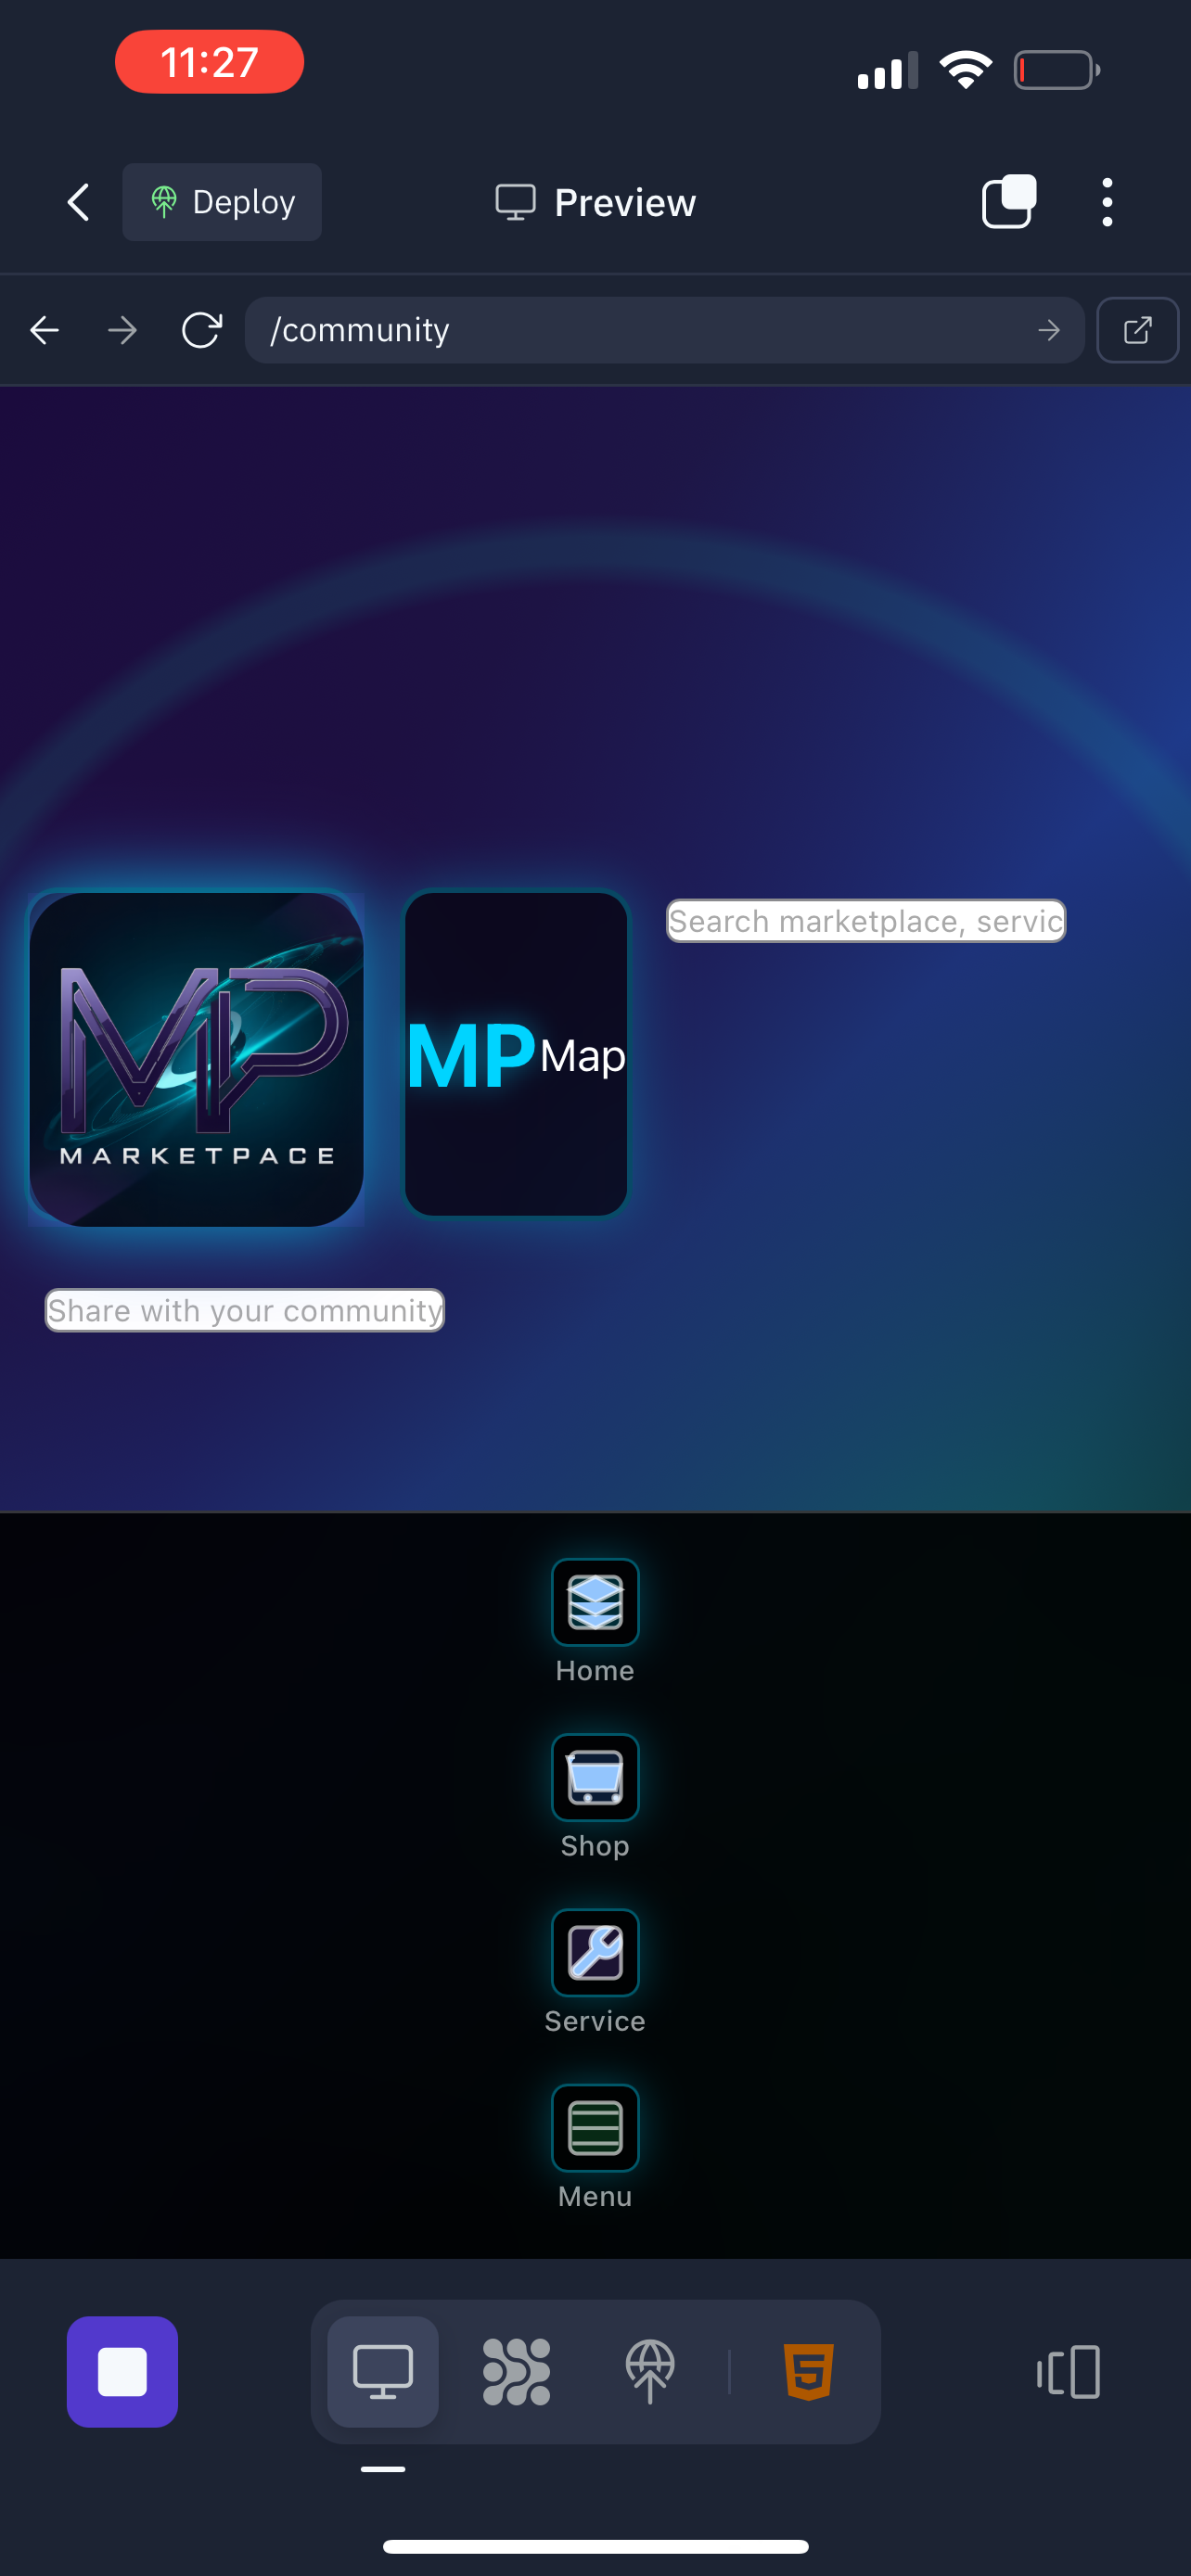 11:27
Deploy
Preview
/community
MP
MARKETPACE
MP Map
Search marketplace, servic
Share with your community
Home
Shop
Service
Menu